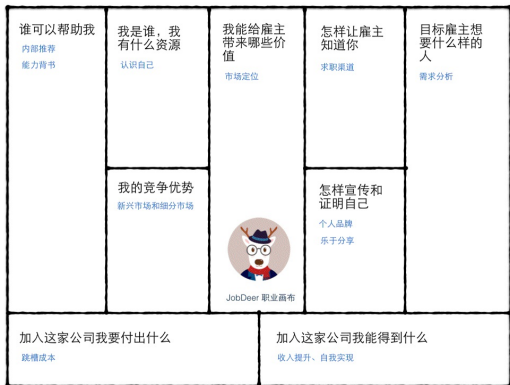 谁可以帮助我
内部推荐
能力背书
我是谁，我
有什么资源
认识自己
我的竞争优势
新兴市场和细分市场
我能给雇主
带来哪些价
值
市场定位
JobDeer 职业画布
怎样让雇主
知道你
求职渠道
怎样宣传和
证明自己
个人品牌
乐于分享
目标雇主想
要什么样的
人
需求分析
加入这家公司我要付出什么
跳槽成本
加入这家公司我能得到什么
收入提升、自我实现